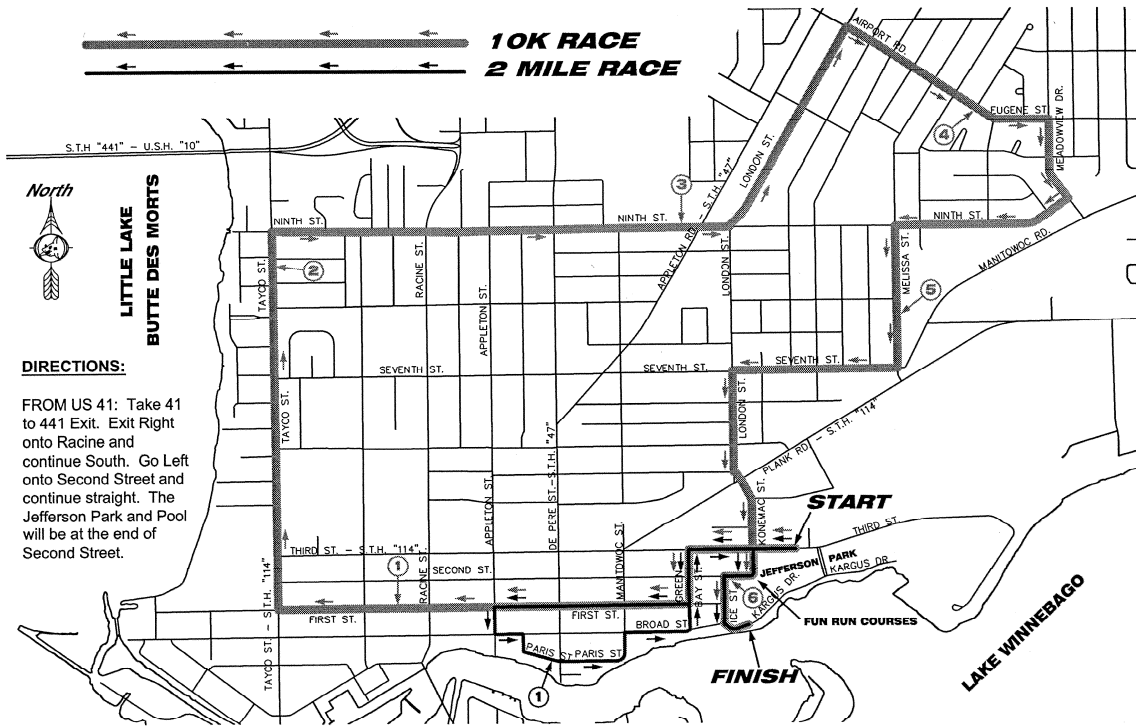 10K RACE
2 MILE RACE
AIRPORT RD.
EUGENE ST.
MEADOWVIEW DR.
4
S.T.H "441" - U.S.H. "10"
North
LITTLE LAKE
BUTTE DES MORTS
LONDON ST.
3
NINTH ST.
NINTH ST.
NINTH ST.
APPLETON RD. - S.T.H. "47"
MANITOWOC RD.
TAYCO ST.
2
RACINE ST.
APPLETON ST.
LONDON ST.
MELISSA ST.
5
DIRECTIONS:
FROM US 41: Take 41
to 441 Exit. Exit Right
onto Racine and
continue South. Go Left
onto Second Street and
continue straight. The
Jefferson Park and Pool
will be at the end of
Second Street.
SEVENTH ST.
SEVENTH ST.
SEVENTH ST.
TAYCO ST.
LONDON ST.
DE PERE ST.-S.T.H. "47"
PLANK RD. - S.T.H. "114"
APPLETON ST.
KONEMAC ST.
START
THIRD ST.
THIRD ST. - S.T.H. "114"
1
RACINE ST.
SECOND ST.
MANITOWOC ST.
GREEN
BAY ST.
JEFFERSON PARK
KARGUS DR.
KARGUS DR.
ICE ST.
6
FUN RUN COURSES
FIRST ST.
FIRST ST.
BROAD ST.
TAYCO ST. - S.T.H. "114"
PARIS ST.
PARIS ST.
1
FINISH
LAKE WINNEBAGO